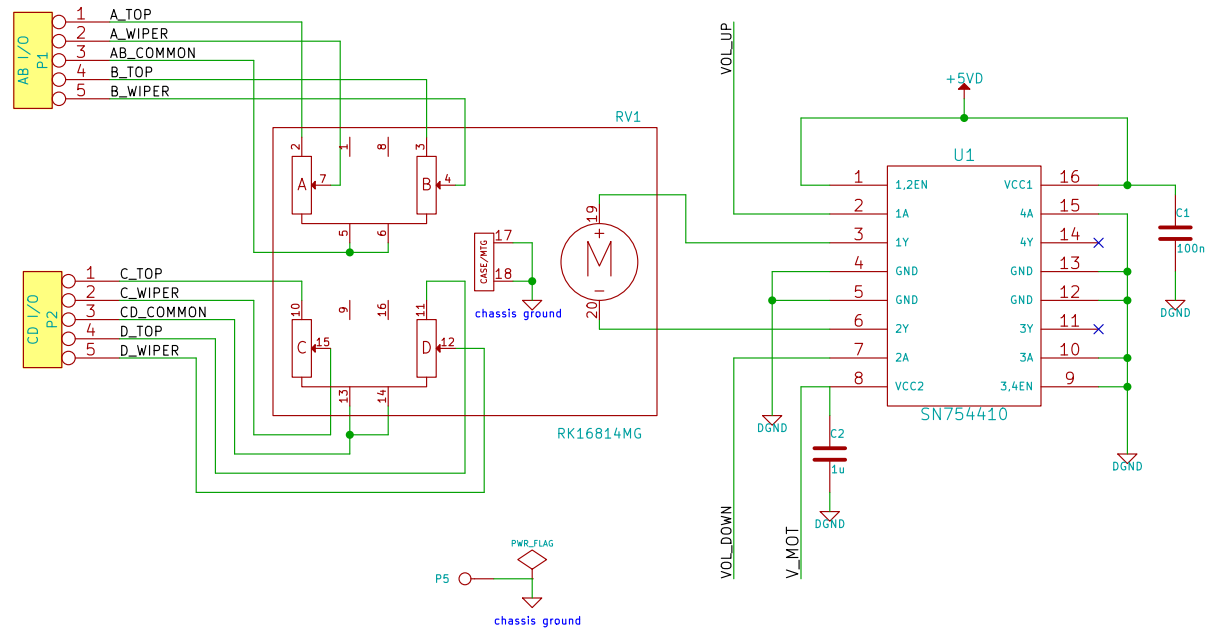 AB I/O
P1
1 A_TOP
2 A_WIPER
3 AB_COMMON
4 B_TOP
5 B_WIPER
CD I/O
P2
1 C_TOP
2 C_WIPER
3 CD_COMMON
4 D_TOP
5 D_WIPER
RV1
2 1 8 3
A 7 B 4
5 6
10 9 16 11
C 15 D 12
13 14
CASE/MTG
17
18
chassis ground
19
+
M
−
20
RK16814MG
PWR_FLAG
P5
chassis ground
VOL_UP
VOL_DOWN
V_MOT
+5VD
U1
1 1,2EN VCC1 16
2 1A 4A 15
3 1Y 4Y 14
4 GND GND 13
5 GND GND 12
6 2Y 3Y 11
7 2A 3A 10
8 VCC2 3,4EN 9
SN754410
C1
100n
DGND
DGND
C2
1u
DGND
DGND